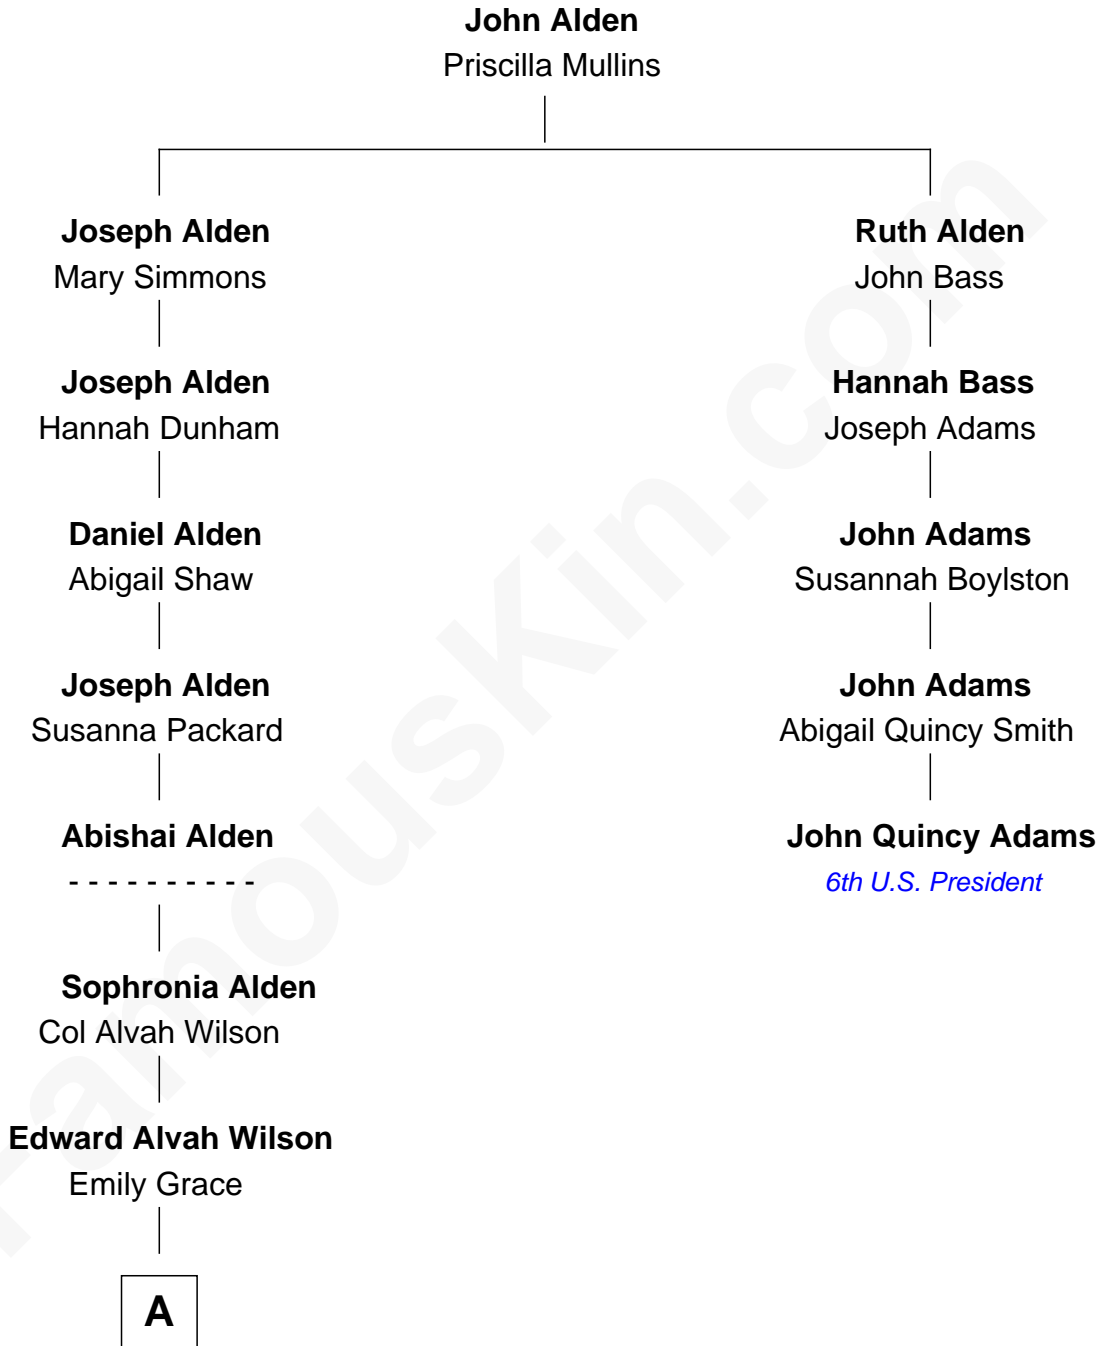 John Alden
Priscilla Mullins
Joseph Alden
Mary Simmons
Ruth Alden
John Bass
Joseph Alden
Hannah Dunham
Hannah Bass
Joseph Adams
Daniel Alden
Abigail Shaw
John Adams
Susannah Boylston
Joseph Alden
Susanna Packard
John Adams
Abigail Quincy Smith
Abishai Alden
- - - - - - - - - -
John Quincy Adams
6th U.S. President
Sophronia Alden
Col Alvah Wilson
Edward Alvah Wilson
Emily Grace
A
FamousKin.com